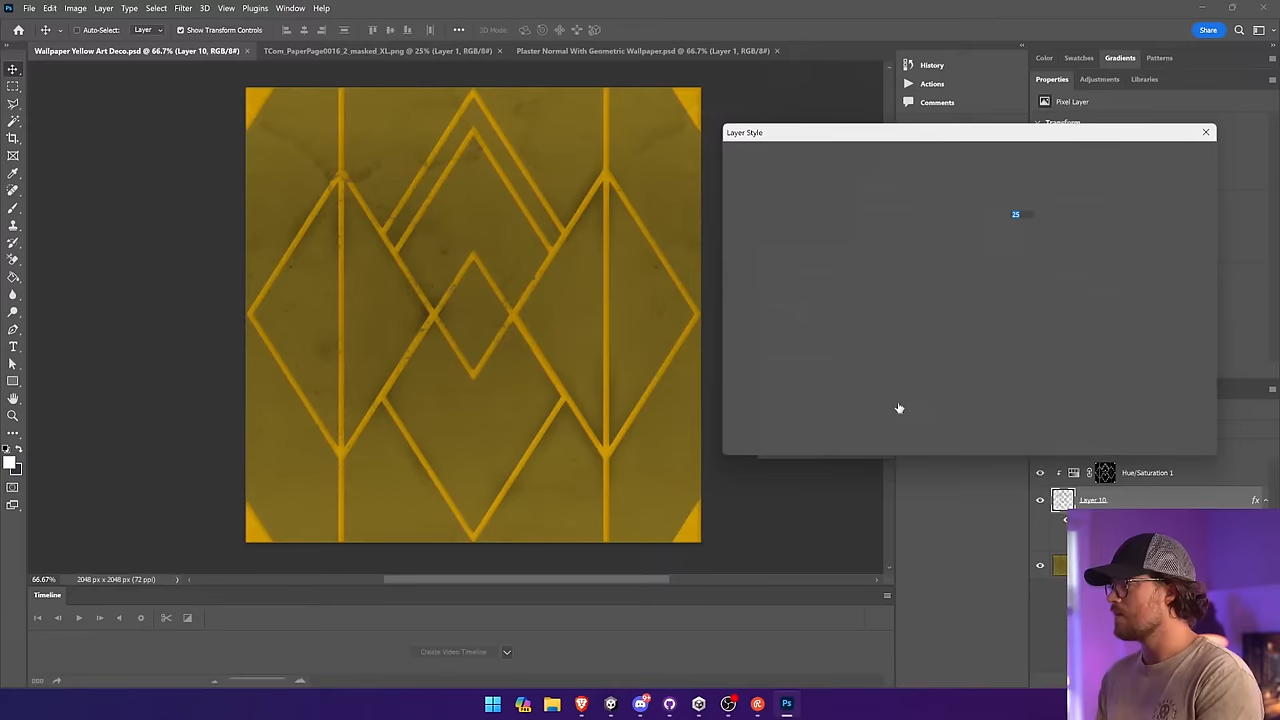 Ps File Edit Image Layer Type Select Filter 3D View Plugins Window Help
Auto-Select: Layer Show Transform Controls ••• 3D Mode: Share
Wallpaper Yellow Art Deco.psd @ 66.7% (Layer 10, RGB/8#) × TCom_PaperPage0016_2_masked_XL.png @ 25% (Layer 1, RGB/8#) × Plaster Normal With Geometric Wallpaper.psd @ 66.7% (Layer 1, RGB/8#) ×
History
Actions
Comments
Color Swatches Gradients Patterns
Properties Adjustments Libraries
Pixel Layer
Transform
Layer Style
25
Hue/Saturation 1
Layer 10
fx
66.67% 2048 px x 2048 px (72 ppi)
Timeline
Create Video Timeline
Ps